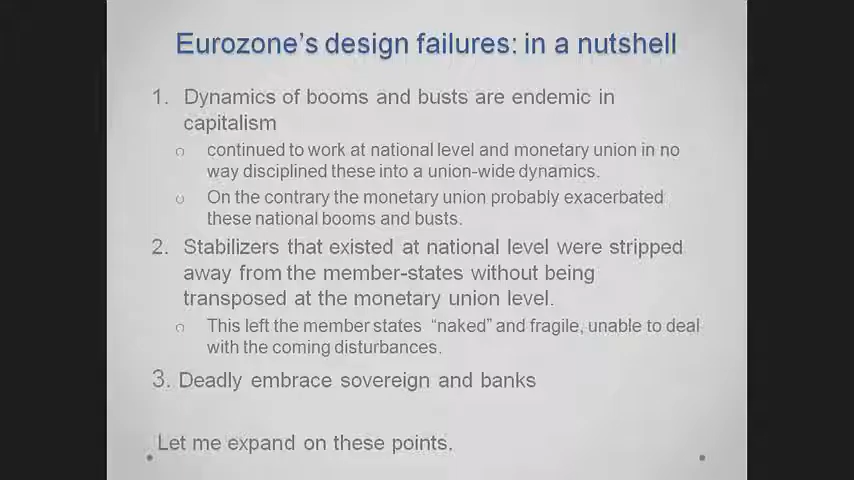 Eurozone's design failures: in a nutshell
1. Dynamics of booms and busts are endemic in
capitalism
o continued to work at national level and monetary union in no
way disciplined these into a union-wide dynamics.
o On the contrary the monetary union probably exacerbated
these national booms and busts.
2. Stabilizers that existed at national level were stripped
away from the member-states without being
transposed at the monetary union level.
o This left the member states "naked" and fragile, unable to deal
with the coming disturbances.
3. Deadly embrace sovereign and banks
Let me expand on these points.